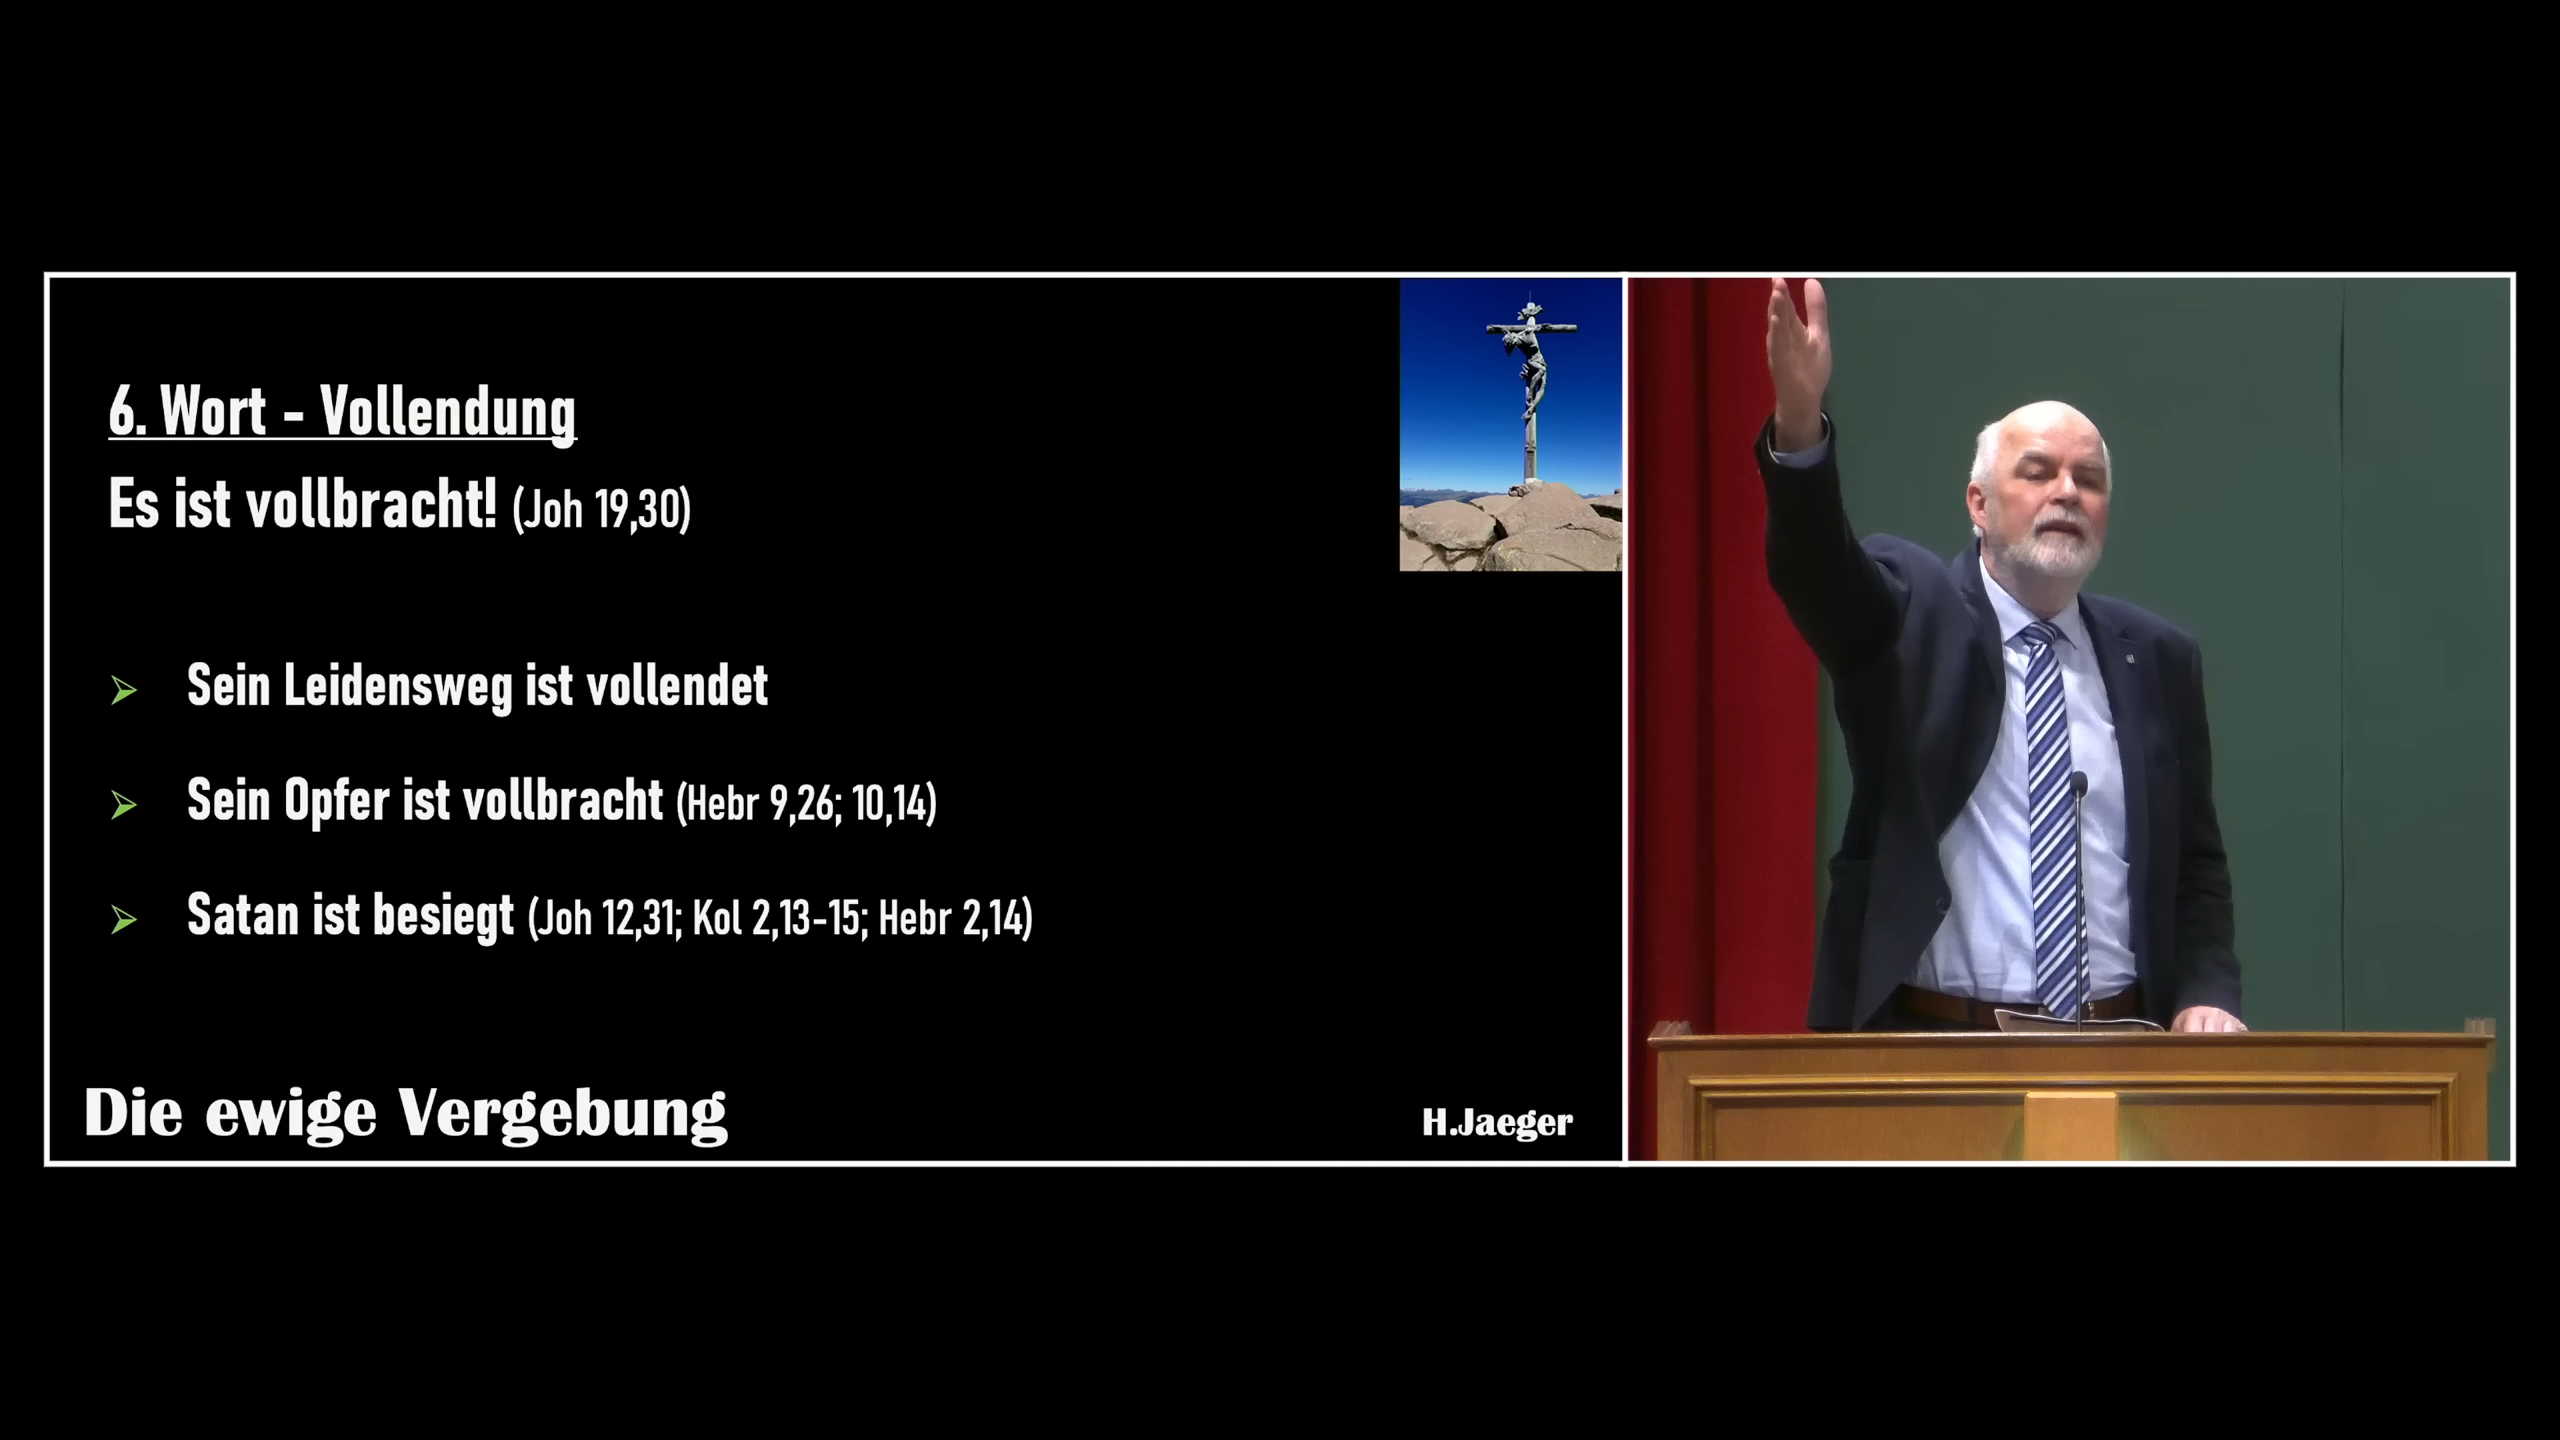 6. Wort - Vollendung
Es ist vollbracht! (Joh 19,30)
Sein Leidensweg ist vollendet
Sein Opfer ist vollbracht (Hebr 9,26; 10,14)
Satan ist besiegt (Joh 12,31; Kol 2,13-15; Hebr 2,14)
Die ewige Vergebung
H.Jaeger